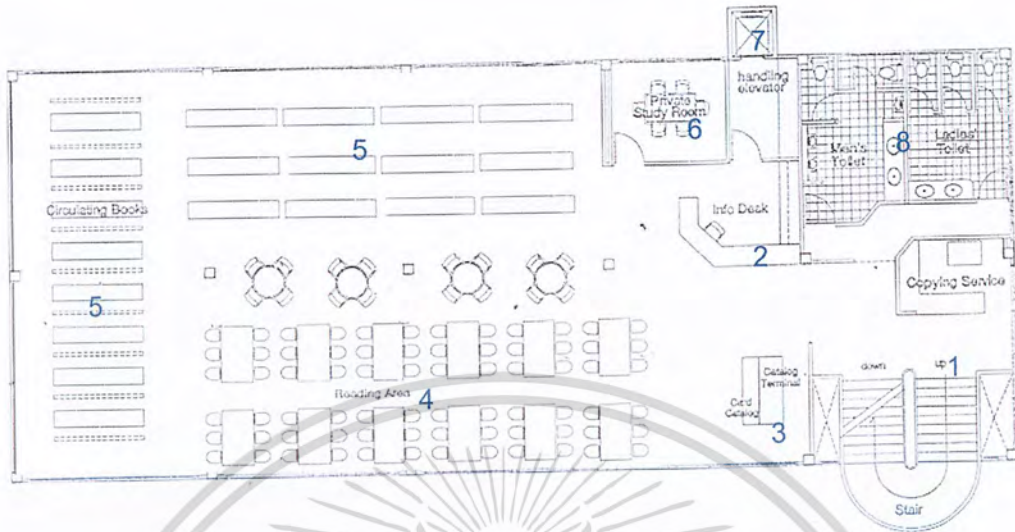 7
handling
elevator
Private
Study Room
6
Men's
Toilet
8
Ladies'
Toilet
5
Circulating Books
Info Desk
2
Copying Service
5
down
up
1
Catalog
Terminal
Card
Catalog
3
Reading Area
4
Stair